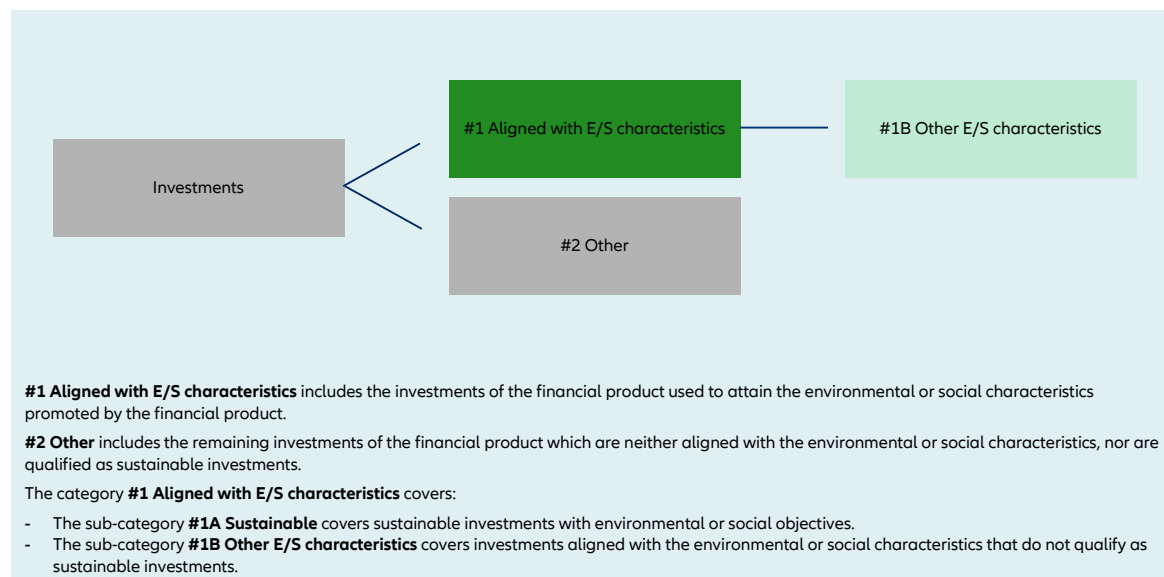 #1 Aligned with E/S characteristics
#1B Other E/S characteristics
Investments
#2 Other
#1 Aligned with E/S characteristics includes the investments of the financial product used to attain the environmental or social characteristics
promoted by the financial product.
#2 Other includes the remaining investments of the financial product which are neither aligned with the environmental or social characteristics, nor are
qualified as sustainable investments.
The category #1 Aligned with E/S characteristics covers:
- The sub-category #1A Sustainable covers sustainable investments with environmental or social objectives.
- The sub-category #1B Other E/S characteristics covers investments aligned with the environmental or social characteristics that do not qualify as
sustainable investments.